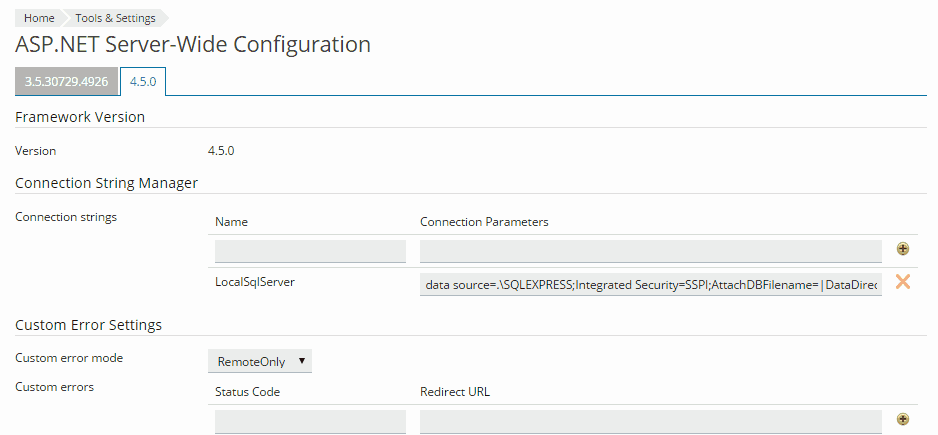 Home Tools & Settings
ASP.NET Server-Wide Configuration
3.5.30729.4926 4.5.0
Framework Version
Version 4.5.0
Connection String Manager
Connection strings Name Connection Parameters
LocalSqlServer data source=.\SQLEXPRESS;Integrated Security=SSPI;AttachDBFilename=|DataDirec
Custom Error Settings
Custom error mode RemoteOnly
Custom errors Status Code Redirect URL